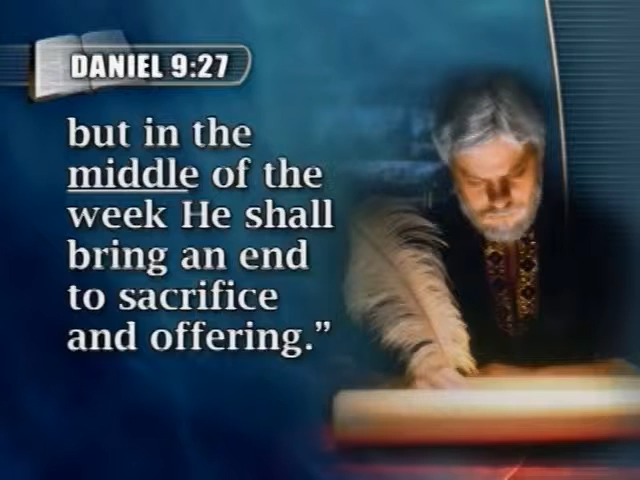 DANIEL 9:27
but in the
middle of the
week He shall
bring an end
to sacrifice
and offering.”